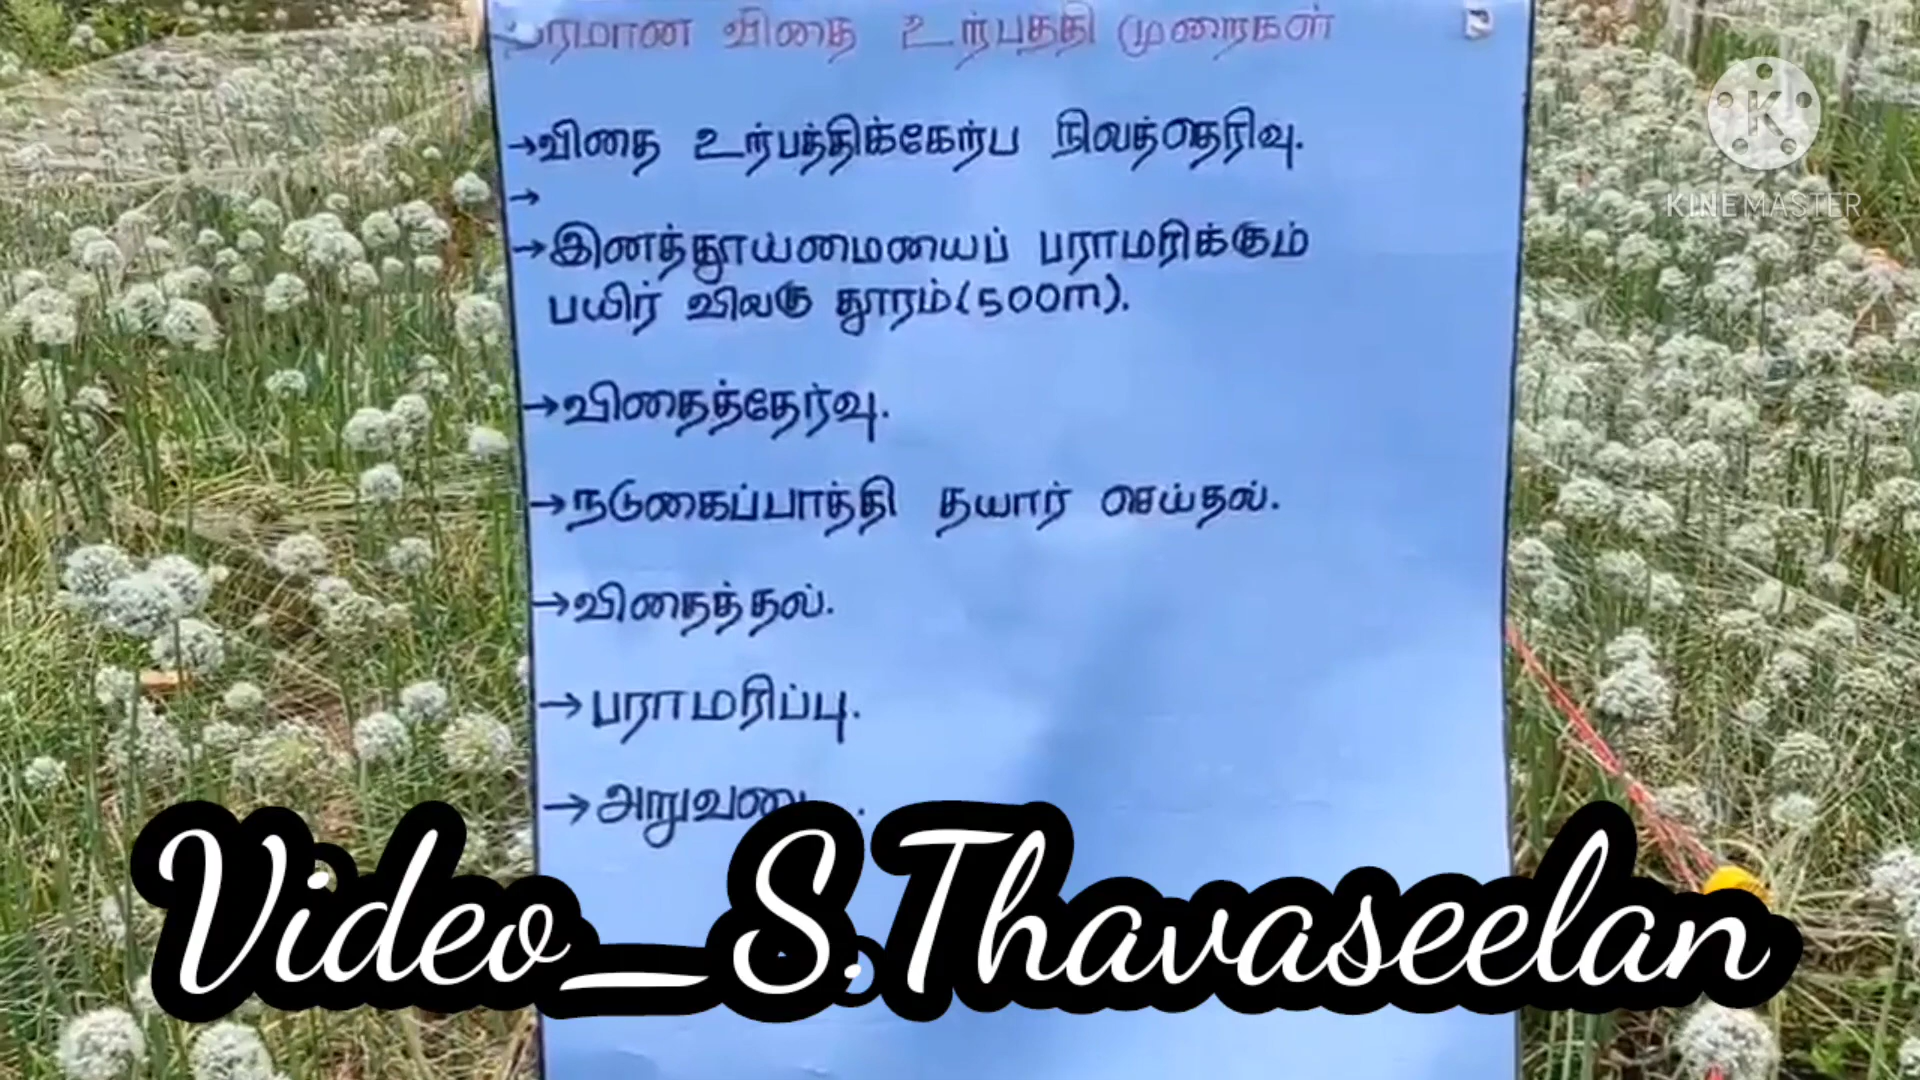 தரமான விதை உற்பத்தி முறைகள்
→விதை உற்பத்திக்கேற்ப நிலத்தெரிவு.
→
→இனத்தூய்மையைப் பராமரிக்கும்
பயிர் விலகு தூரம்(500m).
→விதைத்தேர்வு.
→நடுகைப்பாத்தி தயார் செய்தல்.
→விதைத்தல்.
→பராமரிப்பு.
→அறுவடை.
Video_S.Thavaseelan
K
KINEMASTER